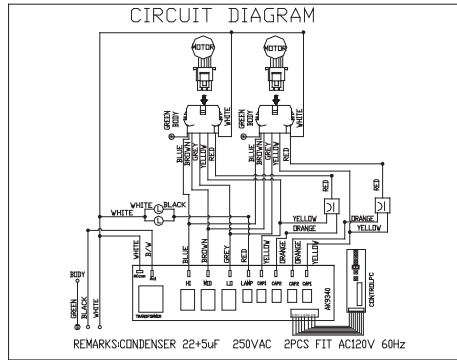 CIRCUIT DIAGRAM
MOTOR
MOTOR
GREEN
BODY
WHITE
GREEN
BODY
WHITE
BLUE
BROWN
GREY
YELLOW
RED
BLUE
BROWN
GREY
YELLOW
RED
RED
RED
WHITE
BLACK
WHITE
L
L
YELLOW
ORANGE
ORANGE
YELLOW
WHITE
B/W
BLUE
BROWN
GREY
RED
YELLOW
ORANGE
ORANGE
YELLOW
BODY
TRANSFORMER
HI
MID
LO
LAMP
CAP1
CAP2
CAP2
CAP1
AK9340
CONTROLPC
GREEN
BLACK
WHITE
REMARKS:CONDENSER 22+5uF 250VAC 2PCS FIT AC120V 60Hz